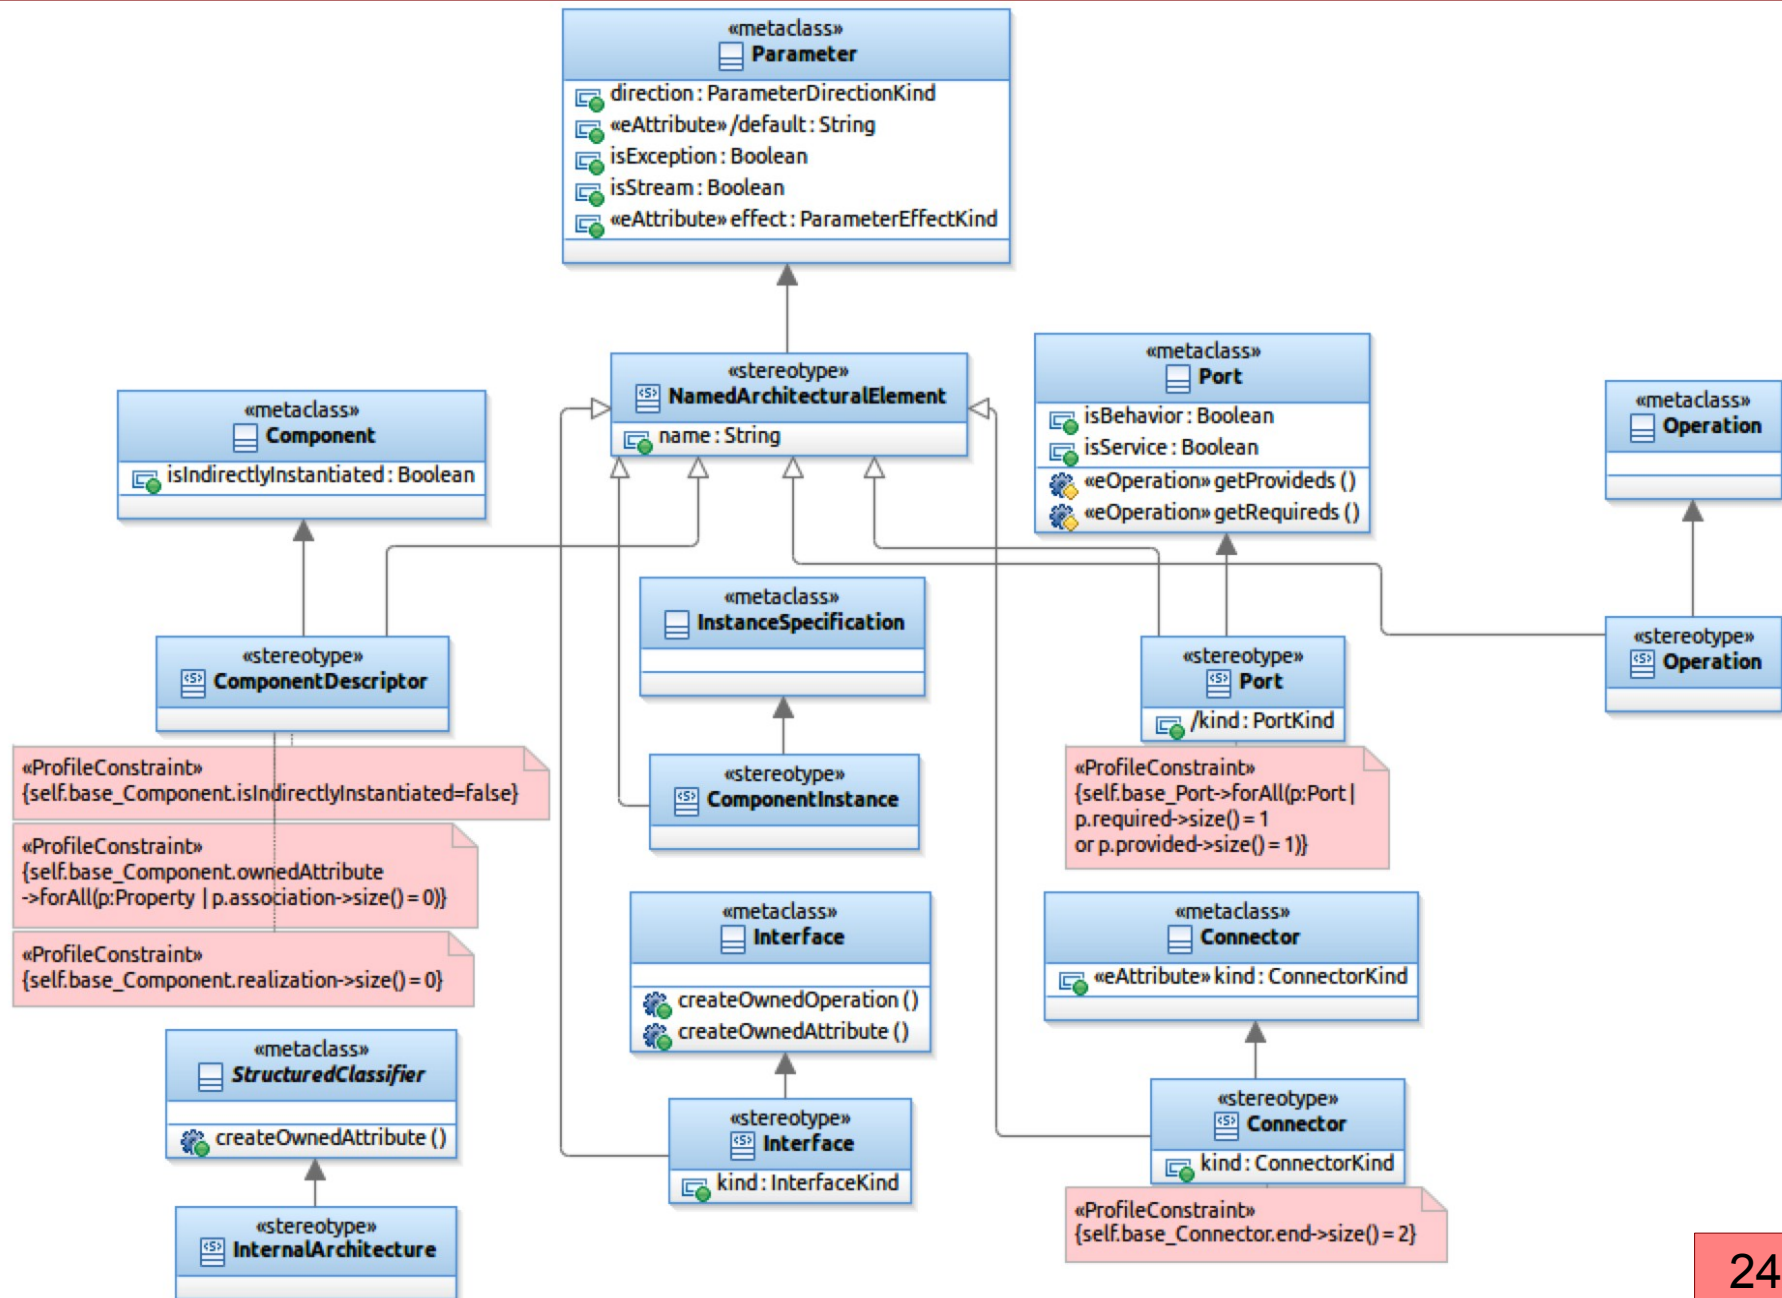 «metaclass»
Parameter
direction : ParameterDirectionKind
«eAttribute» /default : String
isException : Boolean
isStream : Boolean
«eAttribute» effect : ParameterEffectKind
«stereotype»
NamedArchitecturalElement
name : String
«metaclass»
Port
isBehavior : Boolean
isService : Boolean
«eOperation» getProvideds ()
«eOperation» getRequireds ()
«metaclass»
Operation
«metaclass»
Component
isIndirectlyInstantiated : Boolean
«metaclass»
InstanceSpecification
«stereotype»
ComponentDescriptor
«stereotype»
Port
/kind : PortKind
«stereotype»
Operation
«ProfileConstraint»
{self.base_Component.isIndirectlyInstantiated=false}
«ProfileConstraint»
{self.base_Component.ownedAttribute
->forAll(p:Property | p.association->size() = 0)}
«ProfileConstraint»
{self.base_Component.realization->size() = 0}
«stereotype»
ComponentInstance
«ProfileConstraint»
{self.base_Port->forAll(p:Port |
p.required->size() = 1
or p.provided->size() = 1)}
«metaclass»
Interface
createOwnedOperation ()
createOwnedAttribute ()
«metaclass»
Connector
«eAttribute» kind : ConnectorKind
«metaclass»
StructuredClassifier
createOwnedAttribute ()
«stereotype»
Interface
kind : InterfaceKind
«stereotype»
Connector
kind : ConnectorKind
«ProfileConstraint»
{self.base_Connector.end->size() = 2}
«stereotype»
InternalArchitecture
24